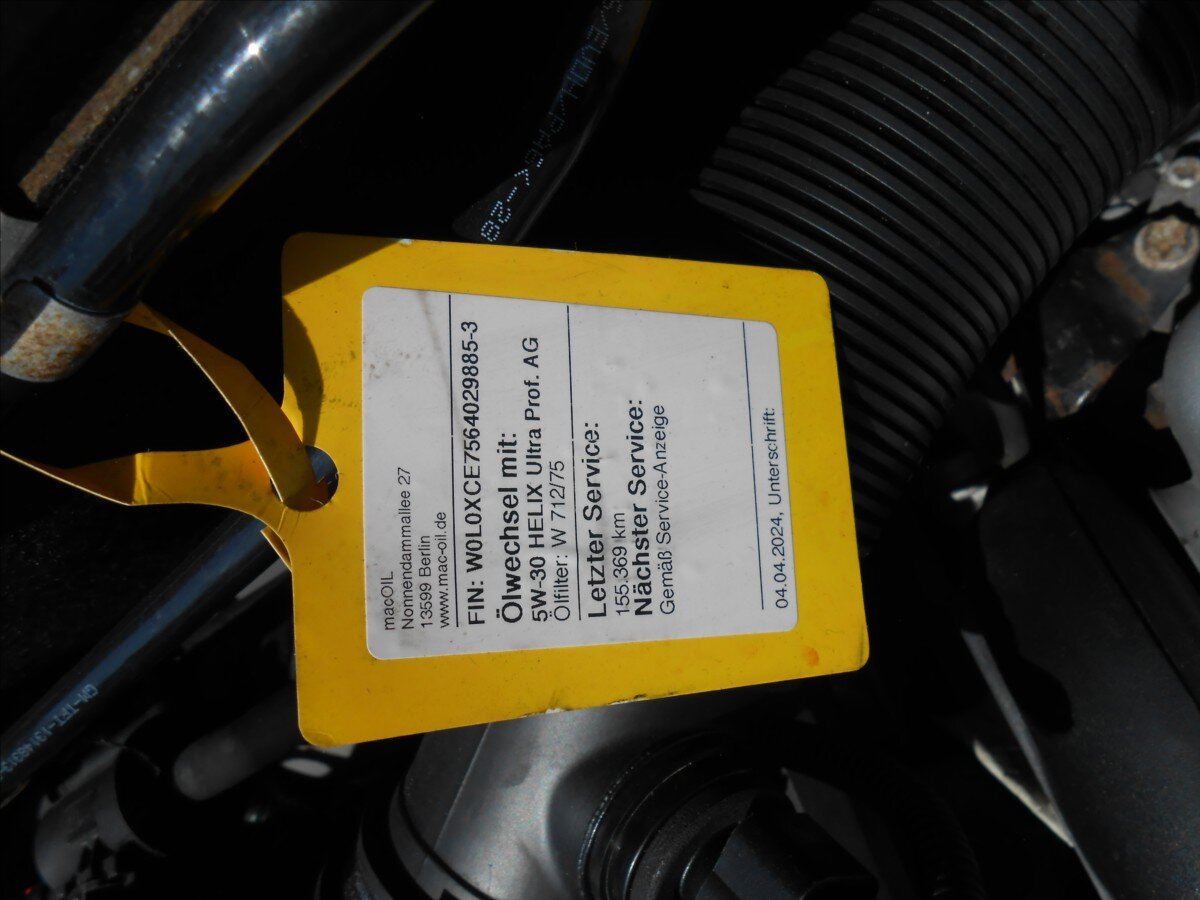 macOIL
Nonnendammallee 27
13599 Berlin
www.mac-oil.de
FIN: W0L0XCE7564029885-3
Ölwechsel mit:
5W-30 HELIX Ultra Prof. AG
Ölfilter: W 712/75
Letzter Service:
155.369 km
Nächster Service:
Gemäß Service-Anzeige
04.04.2024, Unterschrift: